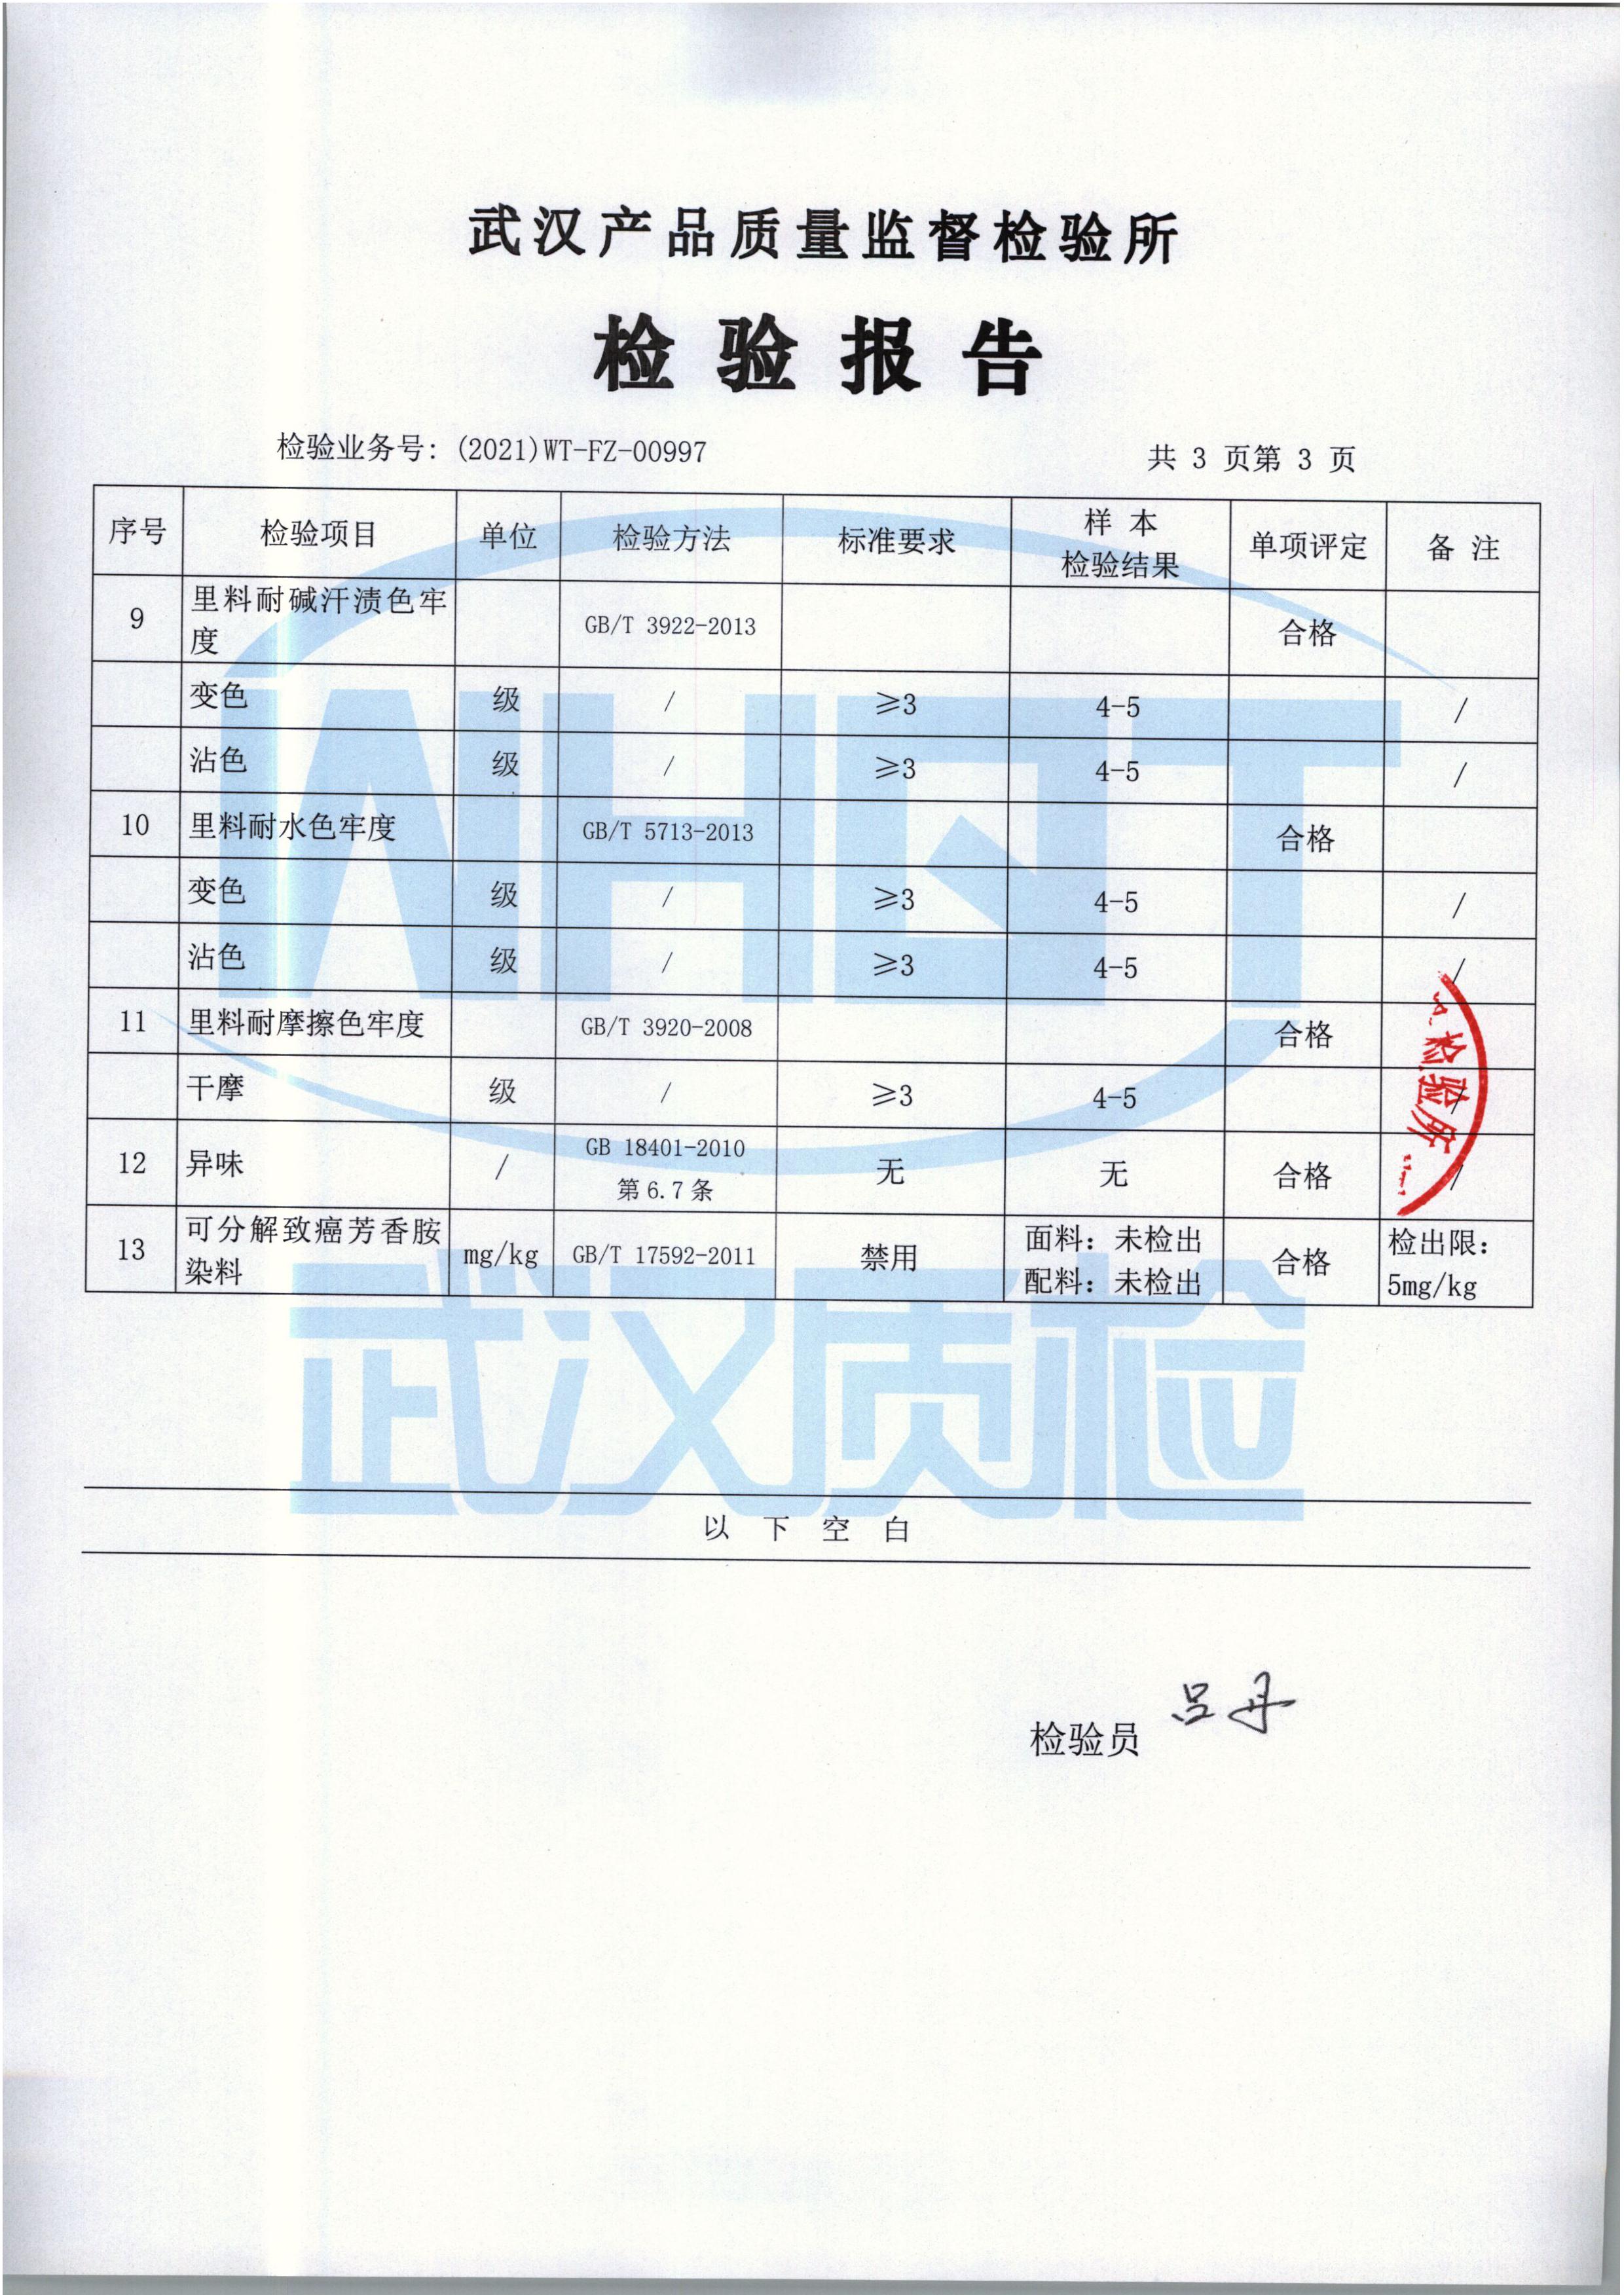 武汉产品质量监督检验所
检验报告
检验业务号：(2021)WT-FZ-00997
共 3 页第 3 页
序号 检验项目 单位 检验方法 标准要求 样 本 检验结果 单项评定 备 注
9 里料耐碱汗渍色牢度 GB/T 3922-2013 合格
变色 级 / ≥3 4-5 /
沾色 级 / ≥3 4-5 /
10 里料耐水色牢度 GB/T 5713-2013 合格
变色 级 / ≥3 4-5 /
沾色 级 / ≥3 4-5 /
11 里料耐摩擦色牢度 GB/T 3920-2008 合格
干摩 级 / ≥3 4-5 /
12 异味 / GB 18401-2010 第 6.7 条 无 无 合格 /
13 可分解致癌芳香胺染料 mg/kg GB/T 17592-2011 禁用 面料：未检出 配料：未检出 合格 检出限：5mg/kg
检验所
WHQT
武汉质检
以 下 空 白
检验员 吕丹